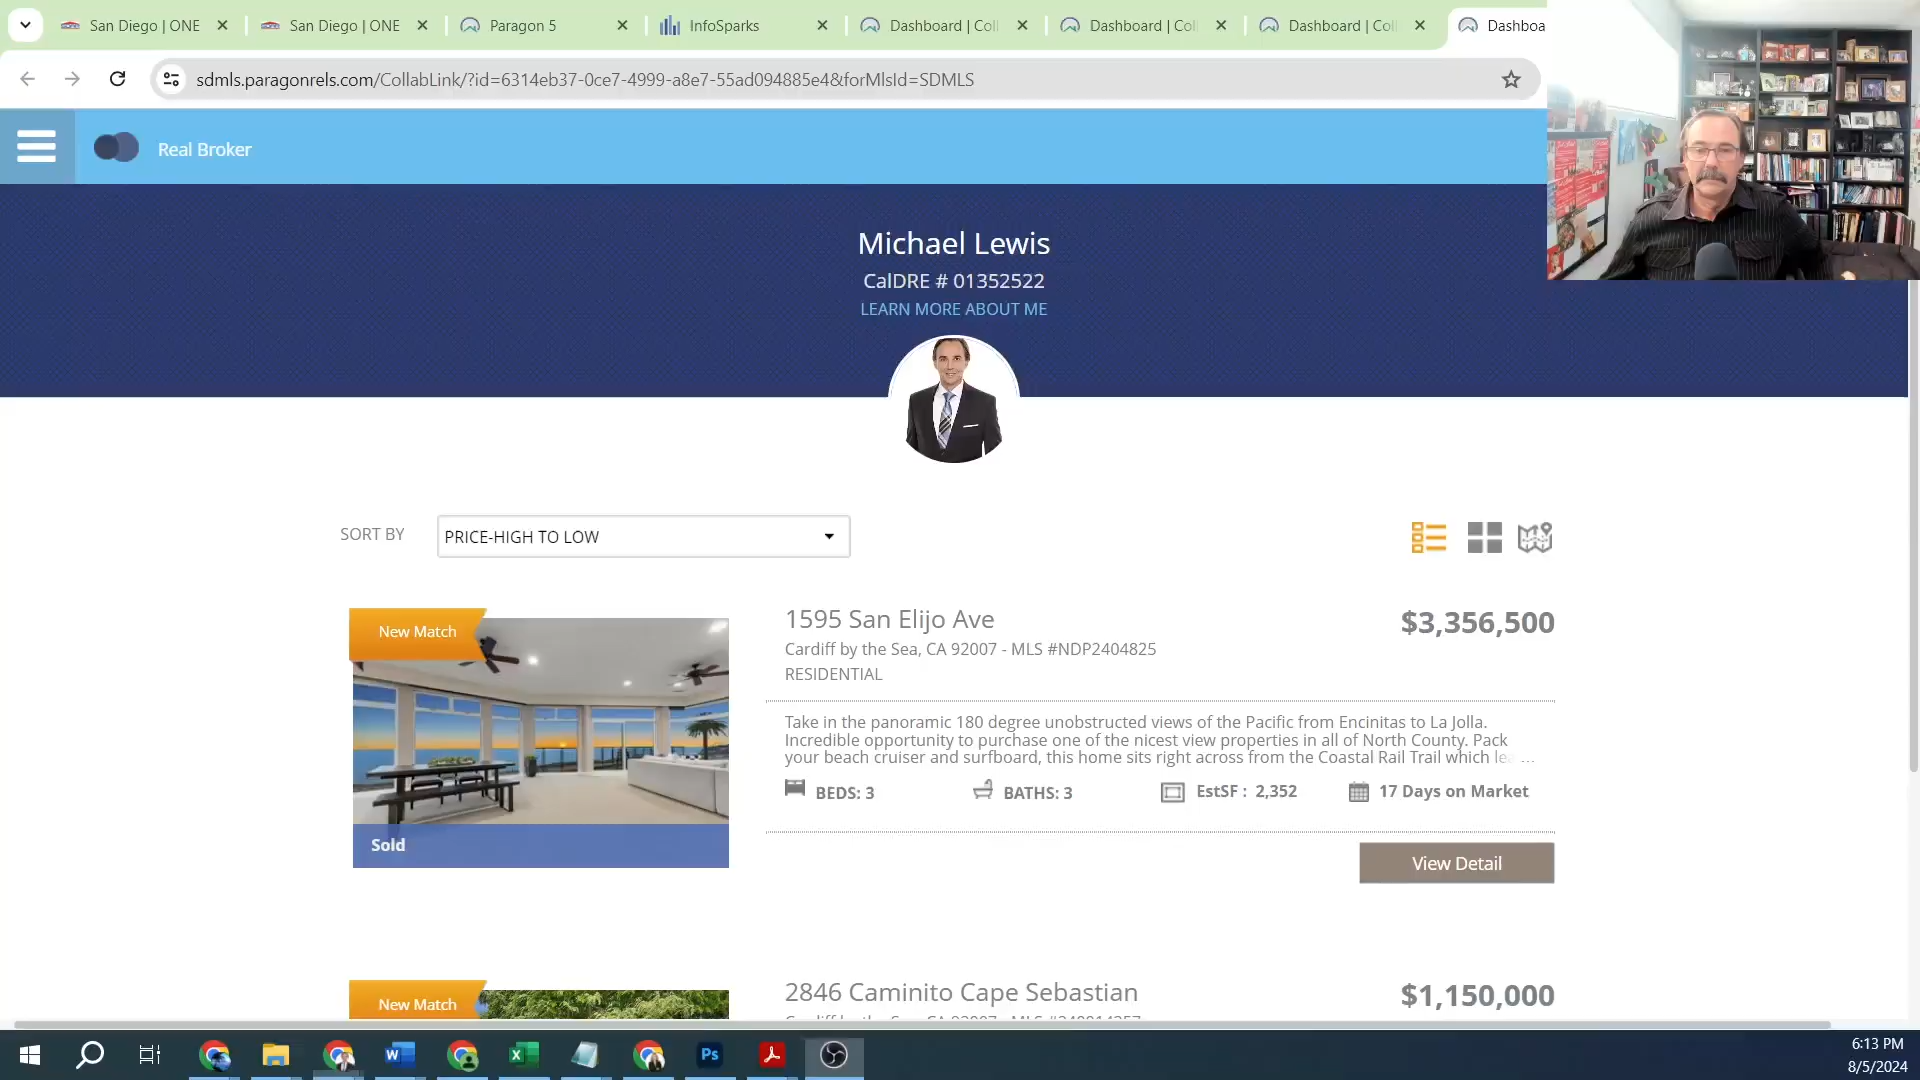 San Diego | ONE
San Diego | ONE
Paragon 5
InfoSparks
Dashboard | Coll
Dashboard | Col
Dashboard | Coll
Dashboa
sdmls.paragonrels.com/CollabLink/?id=6314eb37-0ce7-4999-a8e7-55ad094885e4&forMlsId=SDMLS
Real Broker
Michael Lewis
CalDRE # 01352522
LEARN MORE ABOUT ME
SORT BY
PRICE-HIGH TO LOW
New Match
Sold
1595 San Elijo Ave
$3,356,500
Cardiff by the Sea, CA 92007 - MLS #NDP2404825
RESIDENTIAL
Take in the panoramic 180 degree unobstructed views of the Pacific from Encinitas to La Jolla.
Incredible opportunity to purchase one of the nicest view properties in all of North County. Pack
your beach cruiser and surfboard, this home sits right across from the Coastal Rail Trail which lea ...
BEDS: 3
BATHS: 3
EstSF : 2,352
17 Days on Market
View Detail
New Match
2846 Caminito Cape Sebastian
$1,150,000
W
X
Ps
6:13 PM
8/5/2024